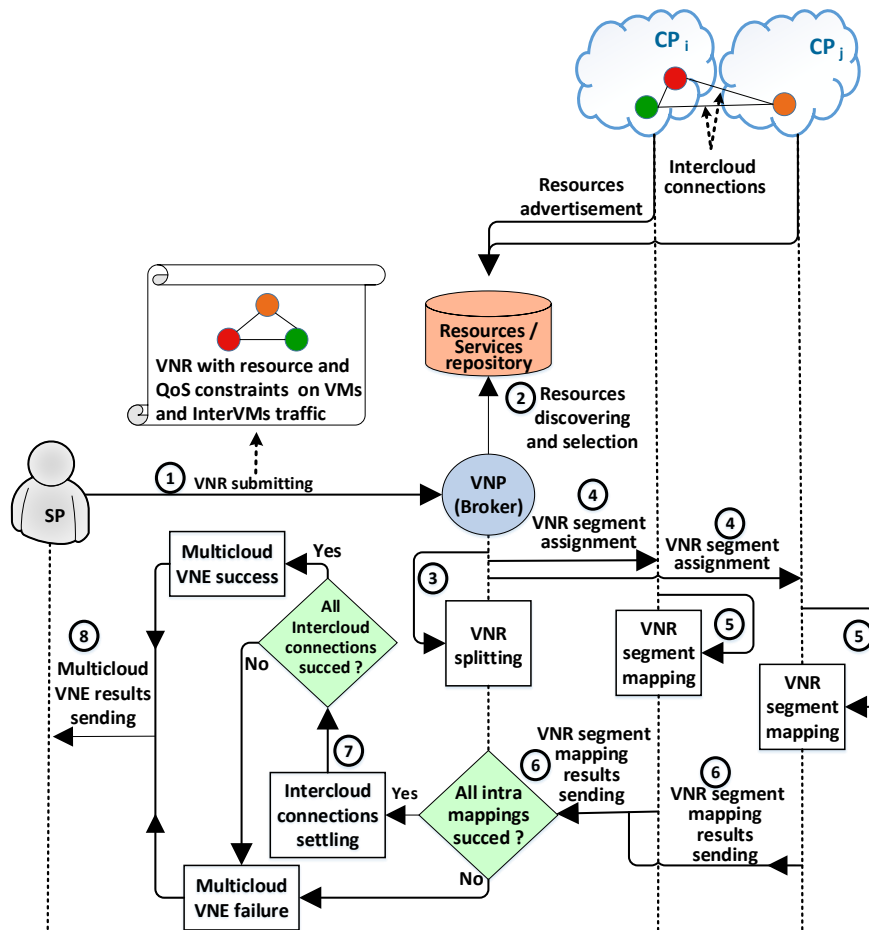 CP i
CP j
Intercloud
connections
Resources
advertisement
Resources /
Services
repository
VNR with resource and
QoS constraints on VMs
and InterVMs traffic
2
Resources
discovering
and selection
1
VNR submitting
SP
VNP
(Broker)
4
VNR segment
assignment
4
VNR segment
assignment
Multicloud
VNE success
Yes
All
Intercloud
connections
succed ?
No
3
VNR
splitting
VNR
segment
mapping
5
5
VNR
segment
mapping
8
Multicloud
VNE results
sending
7
Intercloud
connections
settling
Yes
6
VNR segment
mapping
results
sending
All intra
mappings
succed ?
No
6
VNR segment
mapping
results
sending
Multicloud
VNE failure